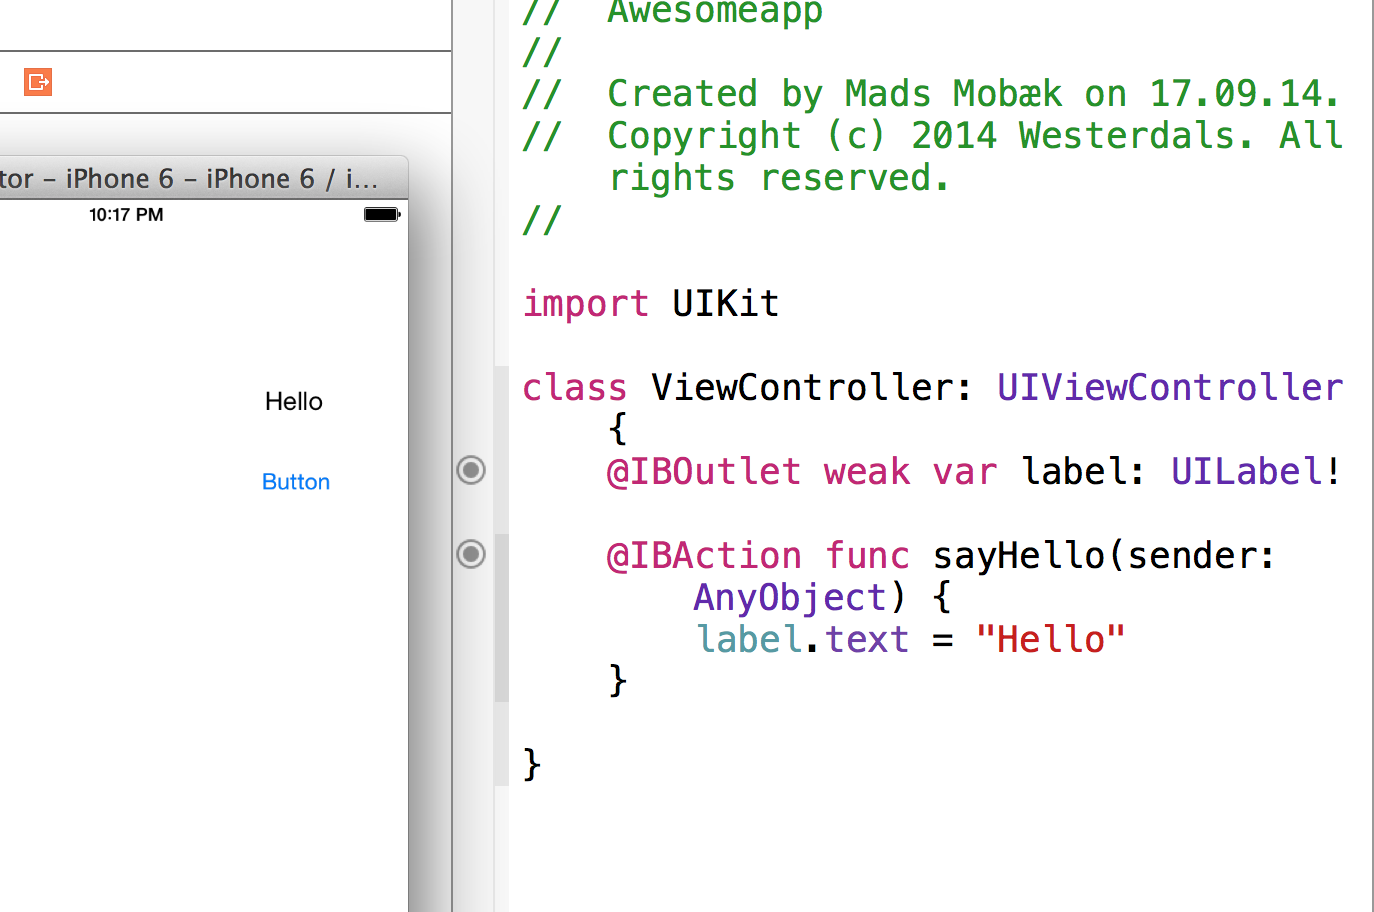 tor – iPhone 6 – iPhone 6 / i...
10:17 PM
Hello
Button
// Awesomeapp
//
// Created by Mads Mobæk on 17.09.14.
// Copyright (c) 2014 Westerdals. All
rights reserved.
//
import UIKit
class ViewController: UIViewController
{
@IBOutlet weak var label: UILabel!
@IBAction func sayHello(sender:
AnyObject) {
label.text = "Hello"
}
}